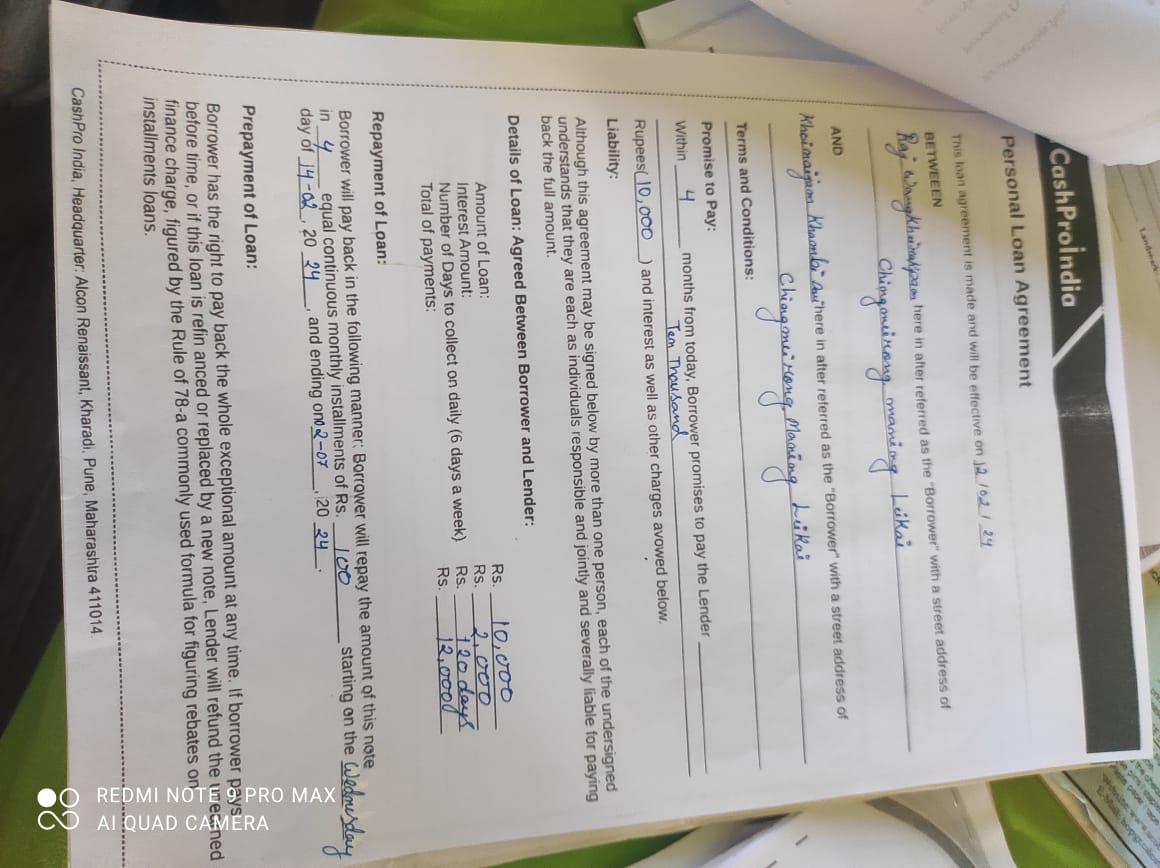 CashProIndia
Personal Loan Agreement
This loan agreement is made and will be effective on 12 / 02 / 24
BETWEEEN
Raj Wangkheirakpam here in after referred as the "Borrower" with a street address of
Chingmeirong maning Leikai
AND
Khoirom Khaonbi Devi here in after referred as the "Borrower" with a street address of
Chingmeirong, Maning Leikai
Terms and Conditions:
Promise to Pay:
Within 4 months from today, Borrower promises to pay the Lender
Ten Thousand
Rupees( 10,000 ) and interest as well as other charges avowed below.
Liability:
Although this agreement may be signed below by more than one person, each of the undersigned
understands that they are each as individuals responsible and jointly and severally liable for paying
back the full amount.
Details of Loan: Agreed Between Borrower and Lender:
Amount of Loan: Rs. 10,000
Interest Amount: Rs. 2,000
Number of Days to collect on daily (6 days a week) Rs. 120 days
Total of payments: Rs. 12,000/
Repayment of Loan:
Borrower will pay back in the following manner: Borrower will repay the amount of this note
in 4 equal continuous monthly installments of Rs. 100 starting on the Wednesday
day of 14-02, 20 24, and ending on 02-07, 20 24.
Prepayment of Loan:
Borrower has the right to pay back the whole exceptional amount at any time. If borrower pays
before time, or if this loan is refin anced or replaced by a new note, Lender will refund the unearned
finance charge, figured by the Rule of 78-a commonly used formula for figuring rebates on
installments loans.
CashPro India, Headquarter: Alcon Renaissant, Kharadi, Pune, Maharashtra 411014.
REDMI NOTE 9 PRO MAX
AI QUAD CAMERA